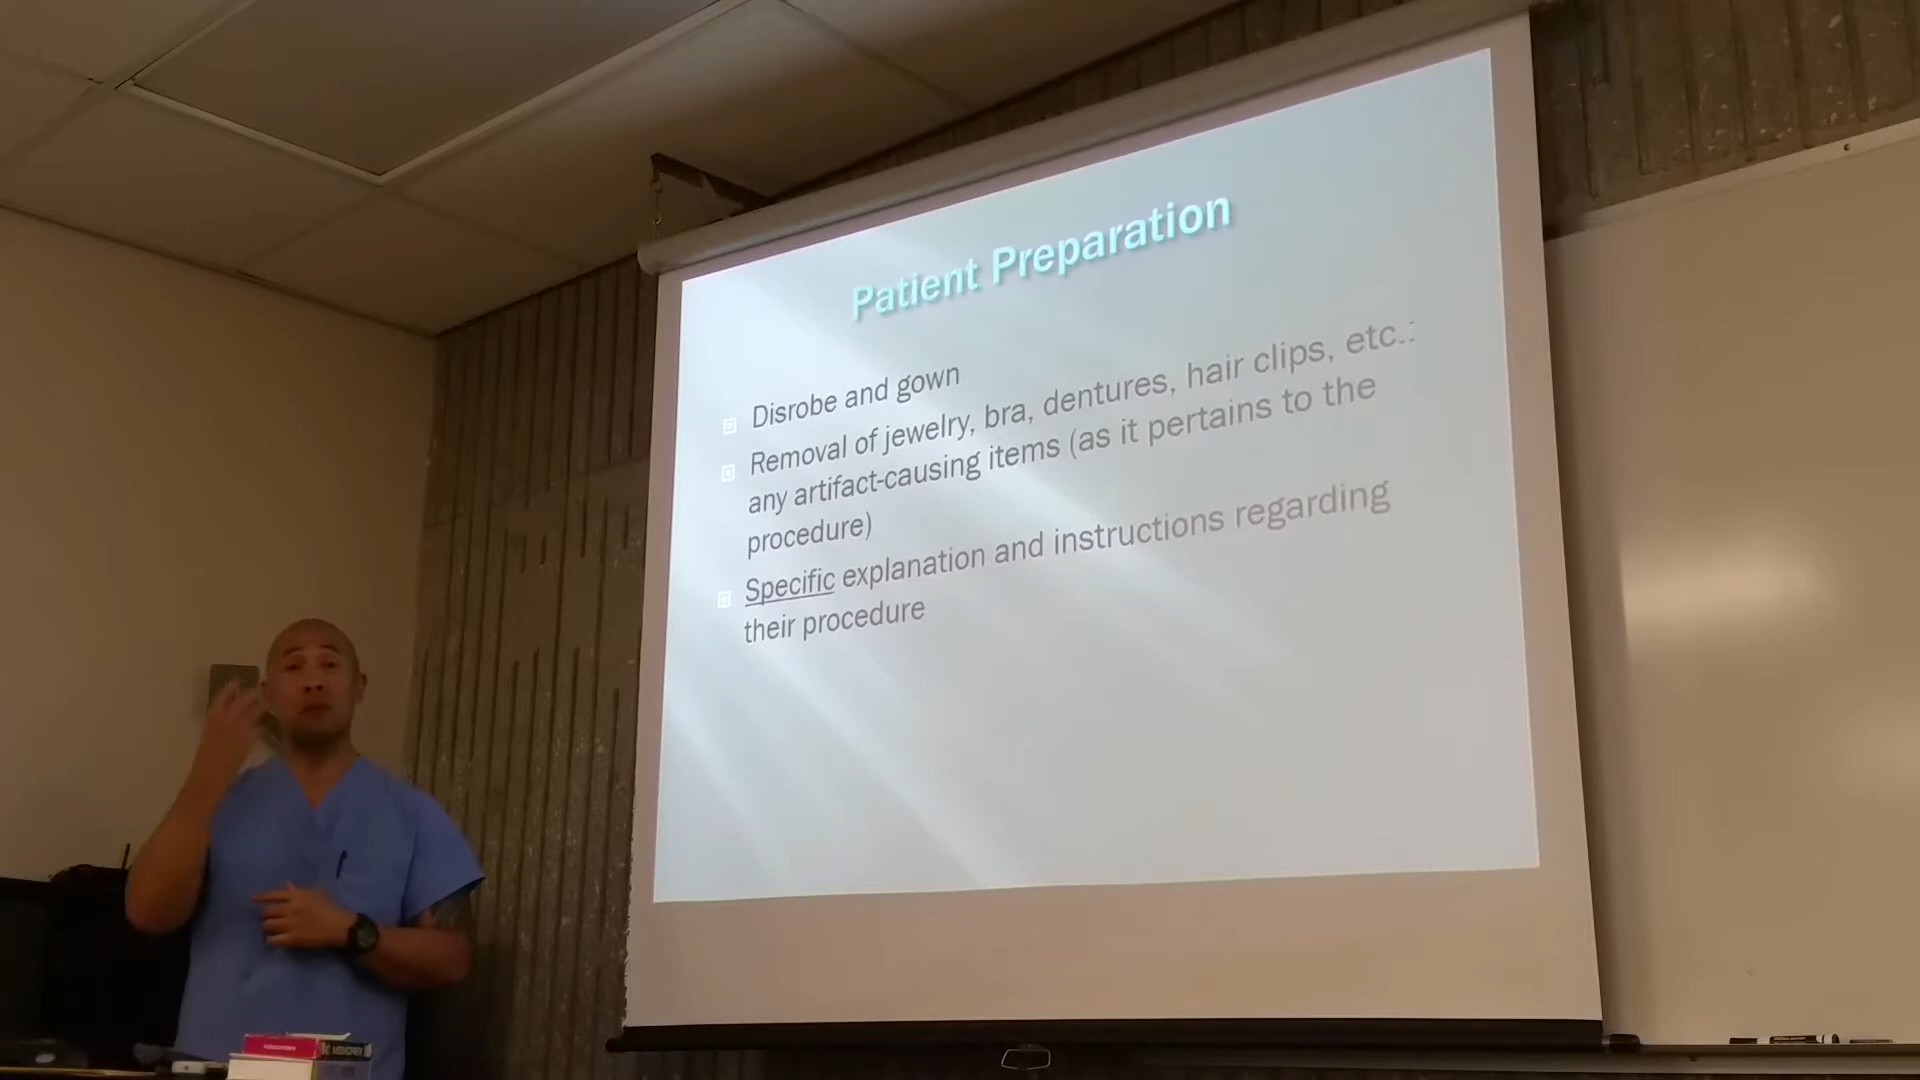 Patient Preparation
Disrobe and gown
Removal of jewelry, bra, dentures, hair clips, etc.:
any artifact-causing items (as it pertains to the
procedure)
Specific explanation and instructions regarding
their procedure
MEMOREX